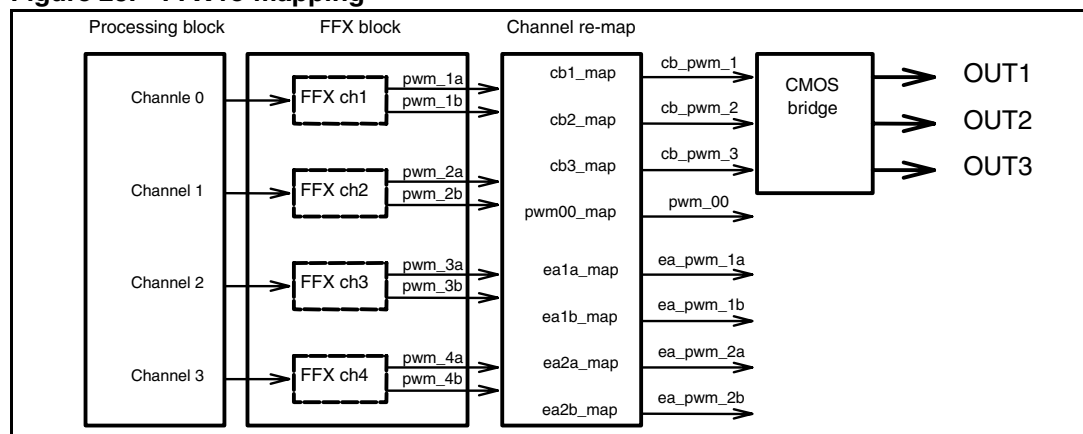 Processing block
FFX block
Channel re-map
Channle 0
Channel 1
Channel 2
Channel 3
FFX ch1
FFX ch2
FFX ch3
FFX ch4
pwm_1a
pwm_1b
pwm_2a
pwm_2b
pwm_3a
pwm_3b
pwm_4a
pwm_4b
cb1_map
cb2_map
cb3_map
pwm00_map
ea1a_map
ea1b_map
ea2a_map
ea2b_map
cb_pwm_1
cb_pwm_2
cb_pwm_3
pwm_00
ea_pwm_1a
ea_pwm_1b
ea_pwm_2a
ea_pwm_2b
CMOS
bridge
OUT1
OUT2
OUT3